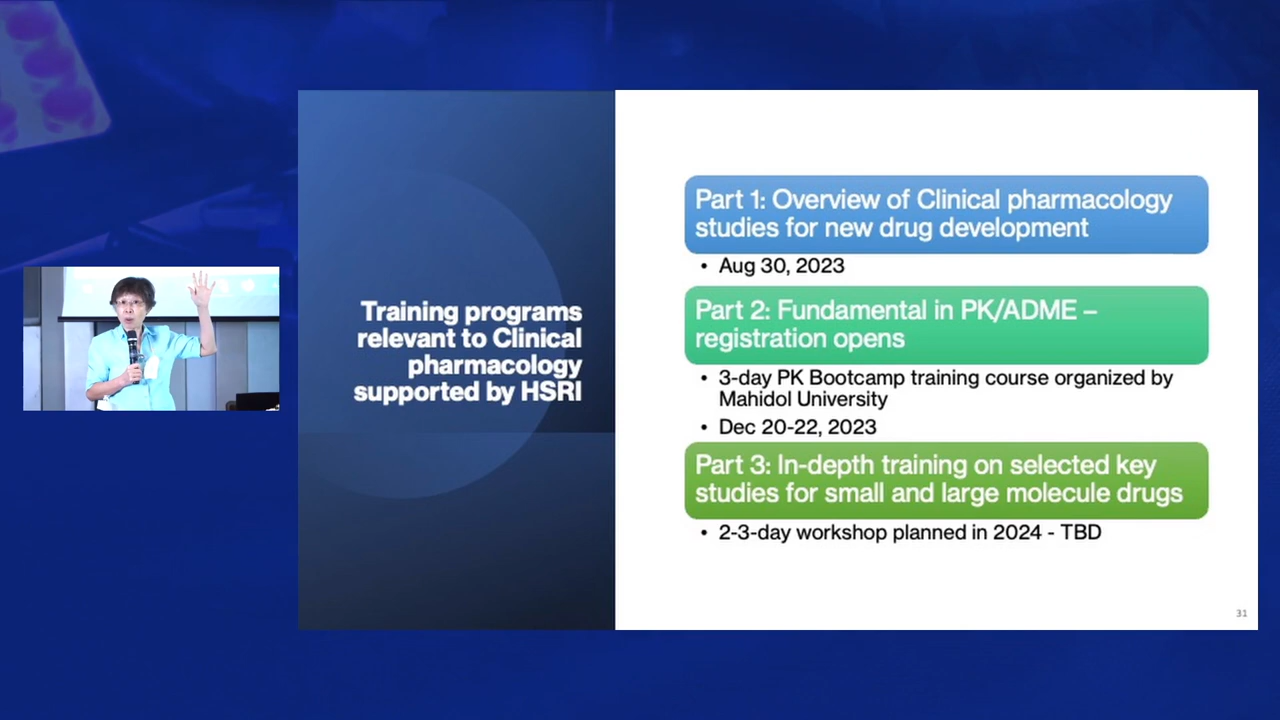 Training programs
relevant to Clinical
pharmacology
supported by HSRI
Part 1: Overview of Clinical pharmacology
studies for new drug development
• Aug 30, 2023
Part 2: Fundamental in PK/ADME –
registration opens
• 3-day PK Bootcamp training course organized by
Mahidol University
• Dec 20-22, 2023
Part 3: In-depth training on selected key
studies for small and large molecule drugs
• 2-3-day workshop planned in 2024 - TBD
31